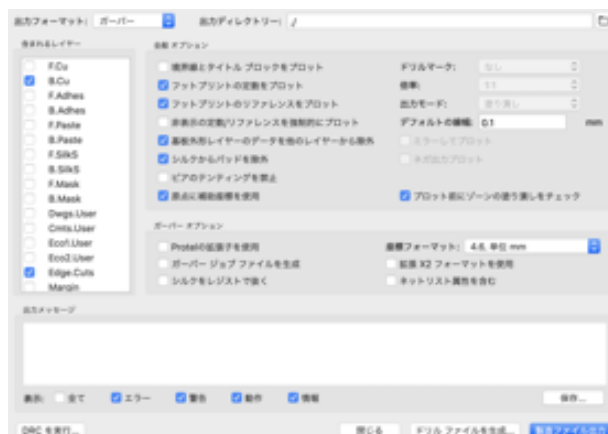 出力フォーマット: ガーバー 出力ディレクトリー: ./
含まれるレイヤー
F.Cu
B.Cu
F.Adhes
B.Adhes
F.Paste
B.Paste
F.SilkS
B.SilkS
F.Mask
B.Mask
Dwgs.User
Cmts.User
Eco1.User
Eco2.User
Edge.Cuts
Margin
全般 オプション
境界線とタイトル ブロックをプロット
フットプリントの定数をプロット
フットプリントのリファレンスをプロット
非表示の定数/リファレンスを強制的にプロット
基板外形レイヤーのデータを他のレイヤーから除外
シルクからパッドを除外
ビアのテンティングを禁止
原点に補助座標を使用
ドリルマーク: なし
倍率: 1:1
出力モード: 塗り潰し
デフォルトの線幅: 0.1 mm
ミラーしてプロット
ネガ出力プロット
プロット前にゾーンの塗り潰しをチェック
ガーバー オプション
Protelの拡張子を使用
ガーバー ジョブ ファイルを生成
シルクをレジストで抜く
座標フォーマット: 4.6, 単位 mm
拡張 X2 フォーマットを使用
ネットリスト属性を含む
出力メッセージ
表示: 全て エラー 警告 動作 情報 保存...
DRC を実行... 閉じる ドリル ファイルを生成... 製造ファイル出力